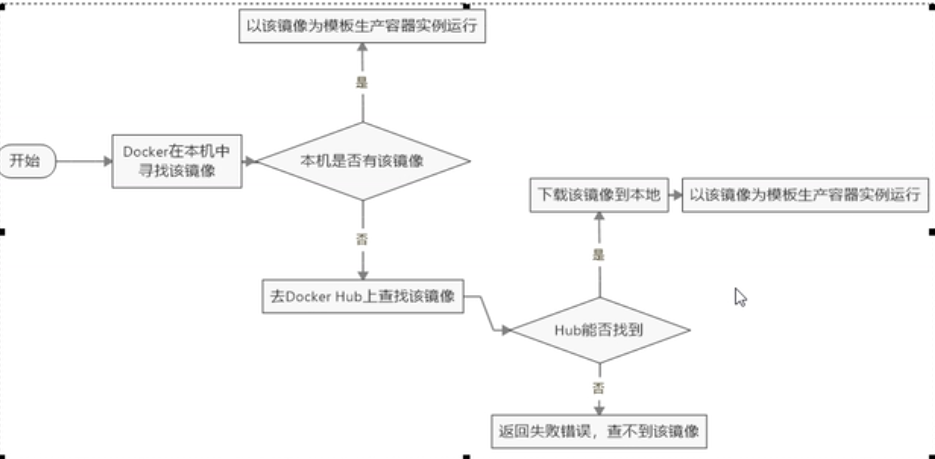 以该镜像为模板生产容器实例运行
是
开始
Docker在本机中
寻找该镜像
本机是否有该镜像
否
去Docker Hub上查找该镜像
下载该镜像到本地
以该镜像为模板生产容器实例运行
是
Hub能否找到
否
返回失败错误，查不到该镜像